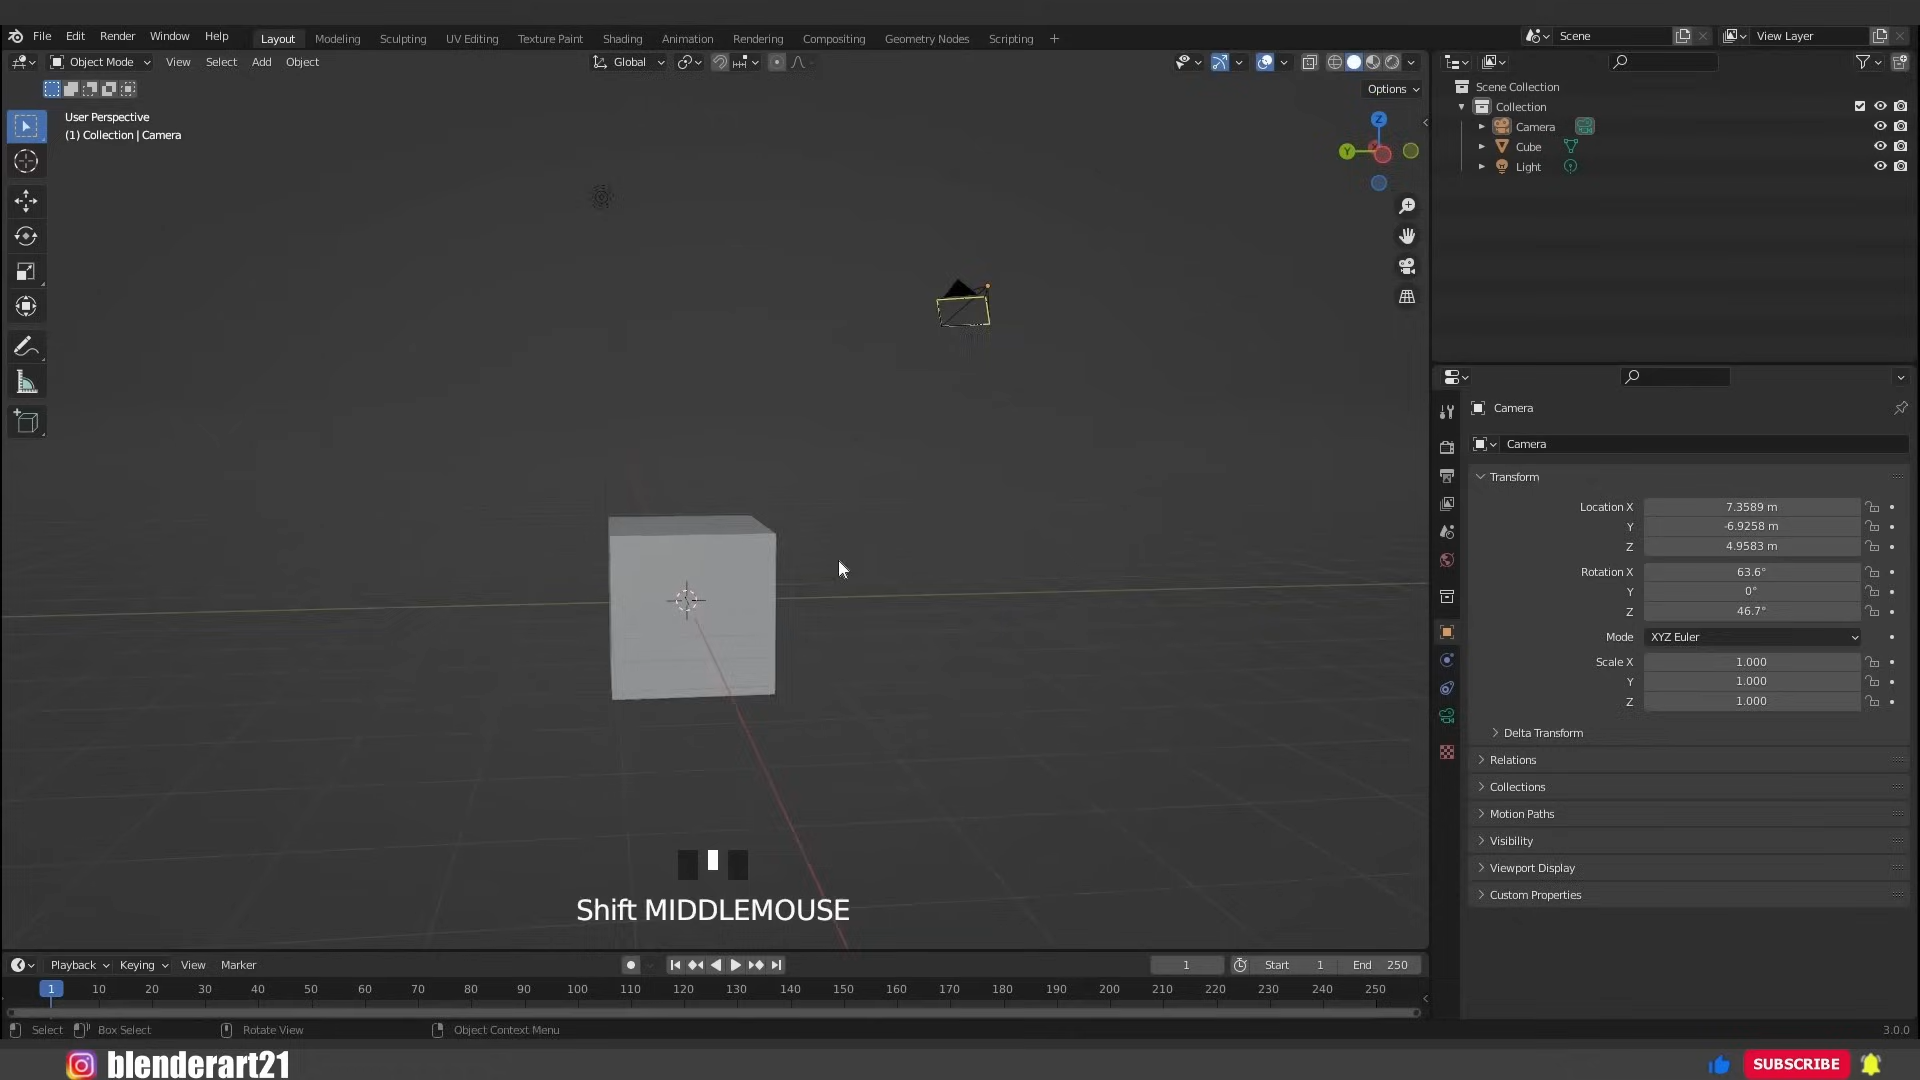 File Edit Render Window Help Layout Modeling Sculpting UV Editing Texture Paint Shading Animation Rendering Compositing Geometry Nodes Scripting + Scene View Layer
Object Mode View Select Add Object Global
Options
User Perspective
(1) Collection | Camera
Z
Y
Scene Collection
Collection
Camera
Cube
Light
Camera
Camera
Transform
Location X 7.3589 m
Y -6.9258 m
Z 4.9583 m
Rotation X 63.6°
Y 0°
Z 46.7°
Mode XYZ Euler
Scale X 1.000
Y 1.000
Z 1.000
Delta Transform
Relations
Collections
Motion Paths
Visibility
Viewport Display
Custom Properties
Shift MIDDLEMOUSE
Playback Keying View Marker 1 Start 1 End 250
1 10 20 30 40 50 60 70 80 90 100 110 120 130 140 150 160 170 180 190 200 210 220 230 240 250
Select Box Select Rotate View Object Context Menu 3.0.0
blenderart21 SUBSCRIBE